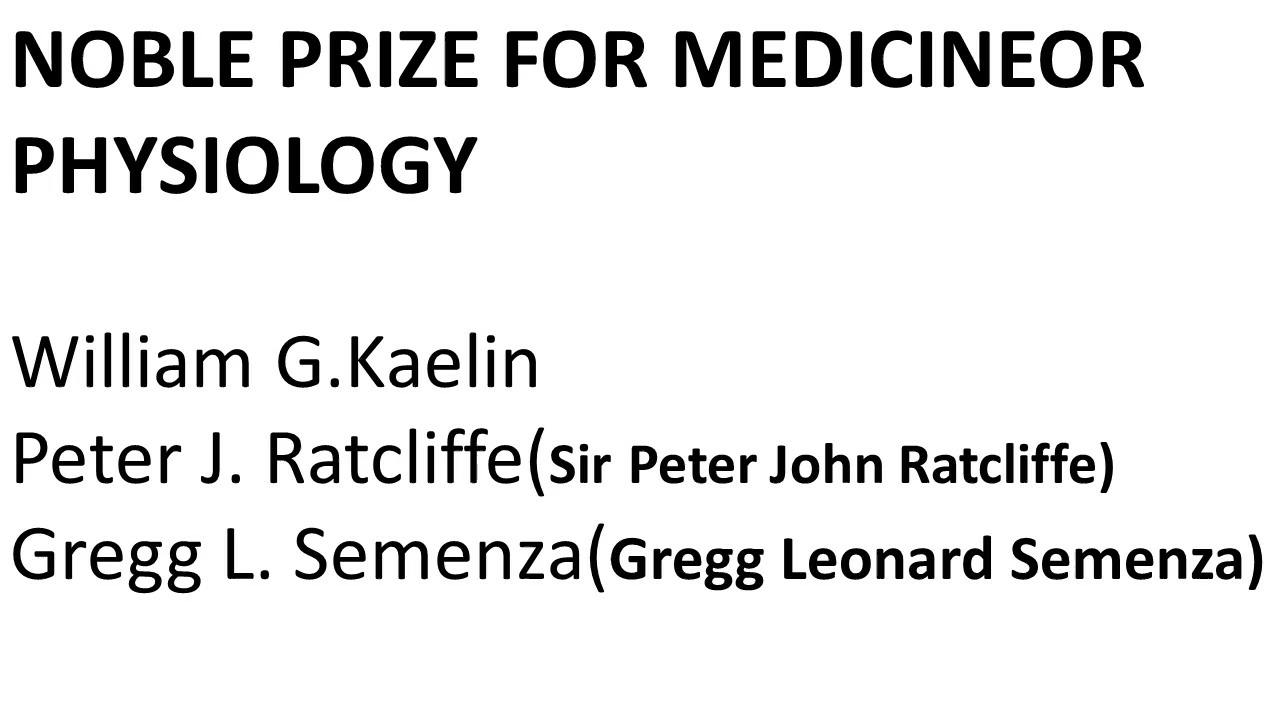 NOBLE PRIZE FOR MEDICINEOR
PHYSIOLOGY
William G.Kaelin
Peter J. Ratcliffe(Sir Peter John Ratcliffe)
Gregg L. Semenza(Gregg Leonard Semenza)